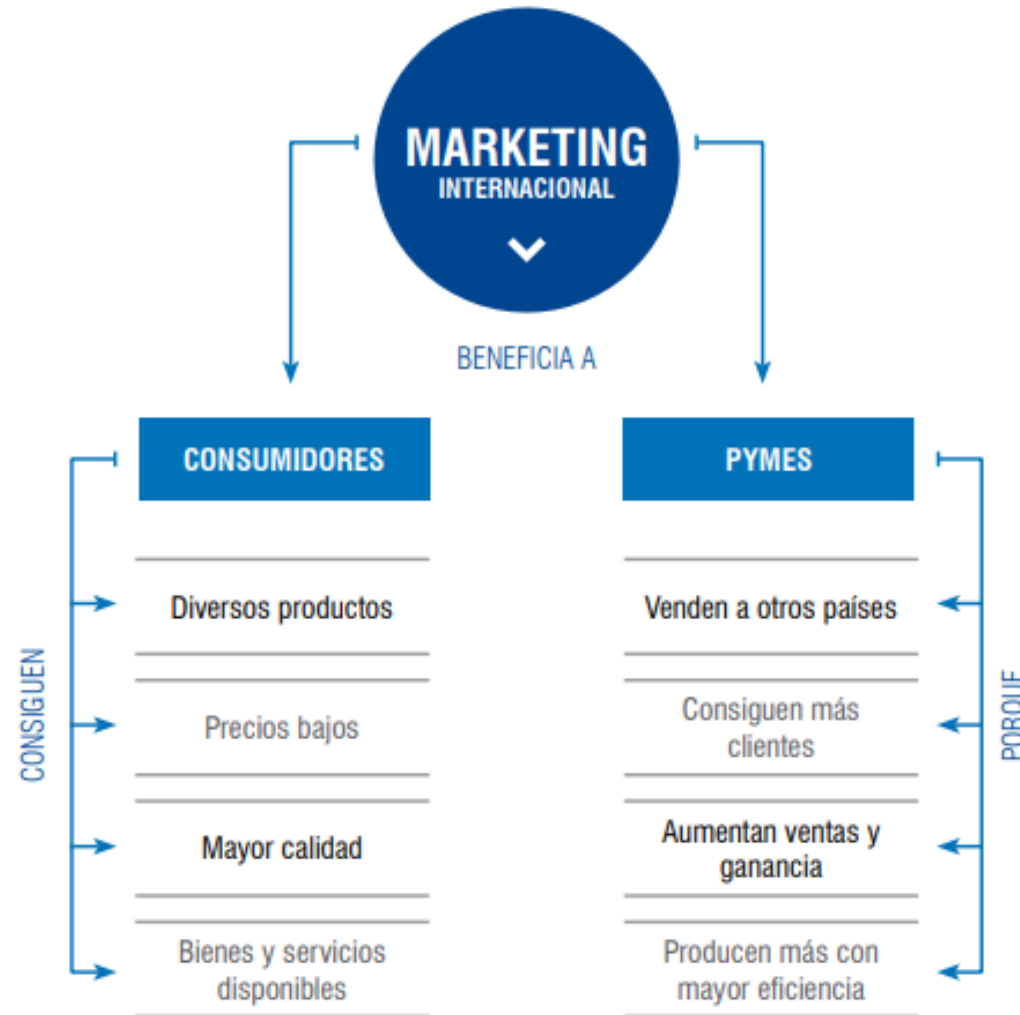 MARKETING
INTERNACIONAL
BENEFICIA A
CONSUMIDORES
PYMES
CONSIGUEN
Diversos productos
Precios bajos
Mayor calidad
Bienes y servicios
disponibles
Venden a otros países
Consiguen más
clientes
Aumentan ventas y
ganancia
Producen más con
mayor eficiencia
PORQUE